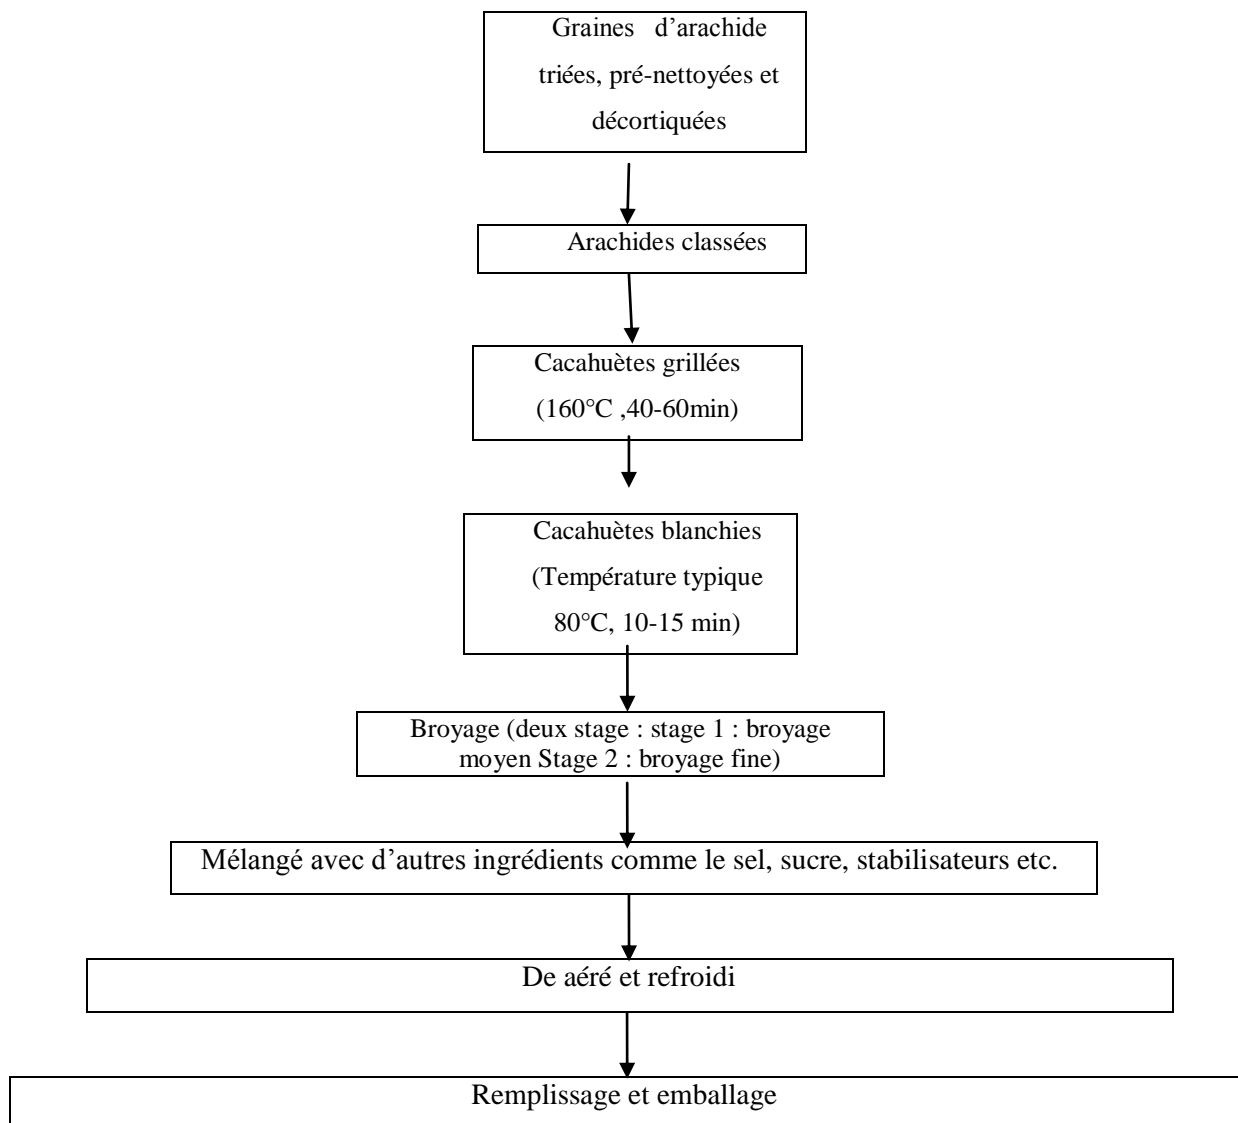 Graines d’arachide
triées, pré-nettoyées et
décortiquées
Arachides classées
Cacahuètes grillées
(160°C ,40-60min)
Cacahuètes blanchies
(Température typique
80°C, 10-15 min)
Broyage (deux stage : stage 1 : broyage
moyen Stage 2 : broyage fine)
Mélangé avec d’autres ingrédients comme le sel, sucre, stabilisateurs etc.
De aéré et refroidi
Remplissage et emballage